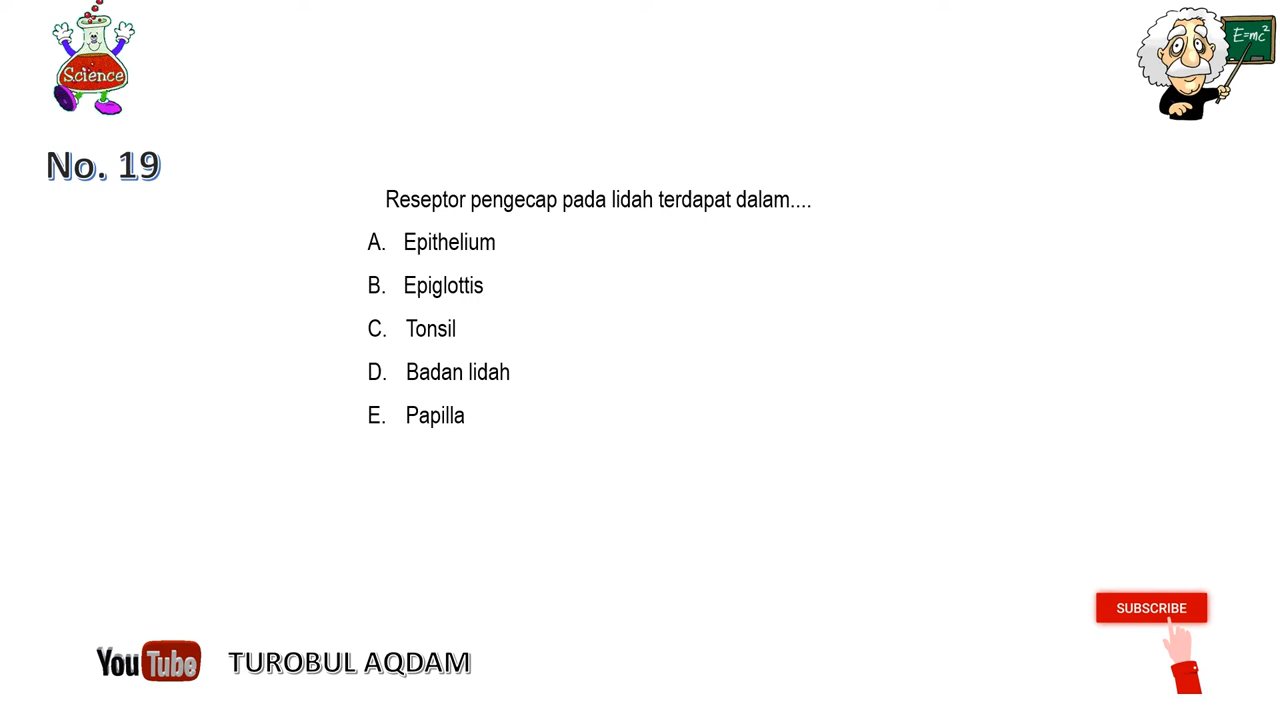 Science
E=mc²
No. 19
Reseptor pengecap pada lidah terdapat dalam....
A. Epithelium
B. Epiglottis
C. Tonsil
D. Badan lidah
E. Papilla
SUBSCRIBE
YouTube TUROBUL AQDAM